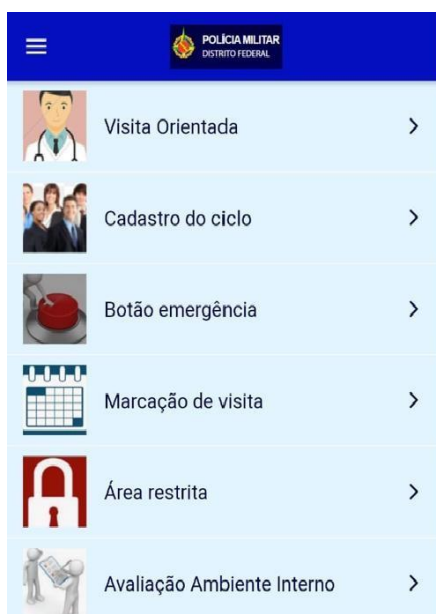 POLÍCIA MILITAR
DISTRITO FEDERAL
Visita Orientada
Cadastro do ciclo
Botão emergência
Marcação de visita
Área restrita
Avaliação Ambiente Interno